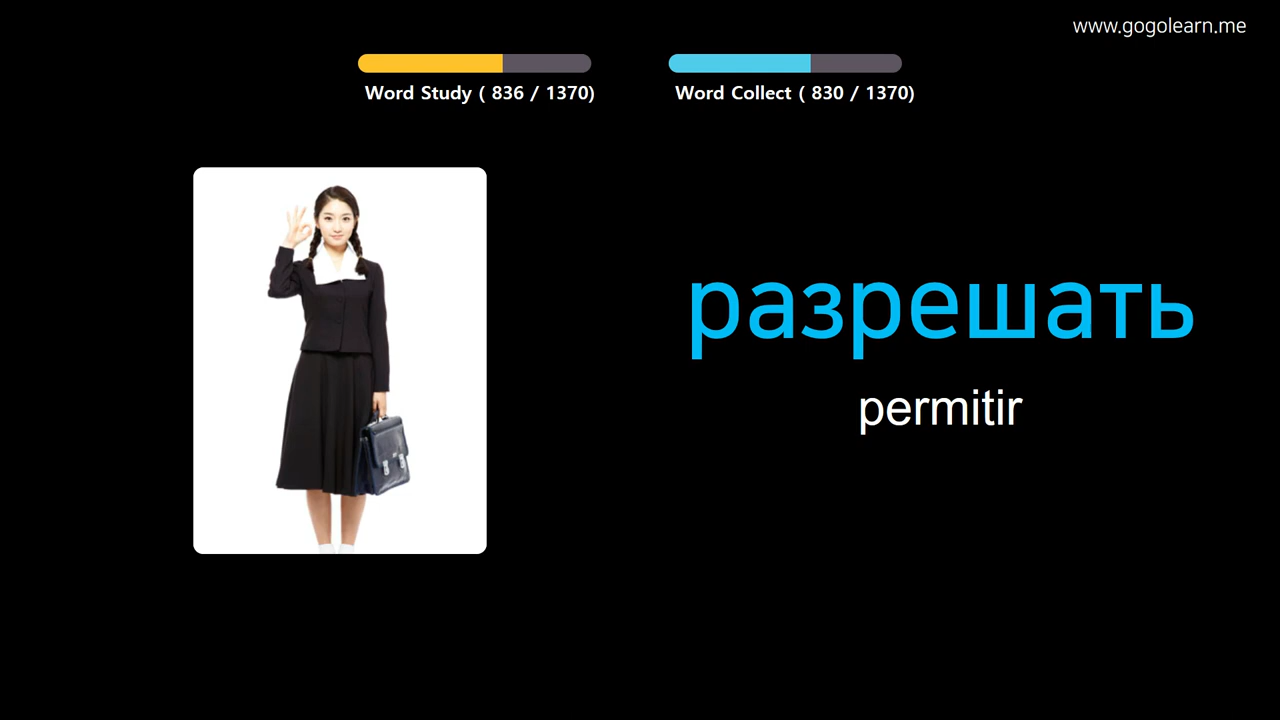 www.gogolearn.me
Word Study ( 836 / 1370)
Word Collect ( 830 / 1370)
разрешать
permitir